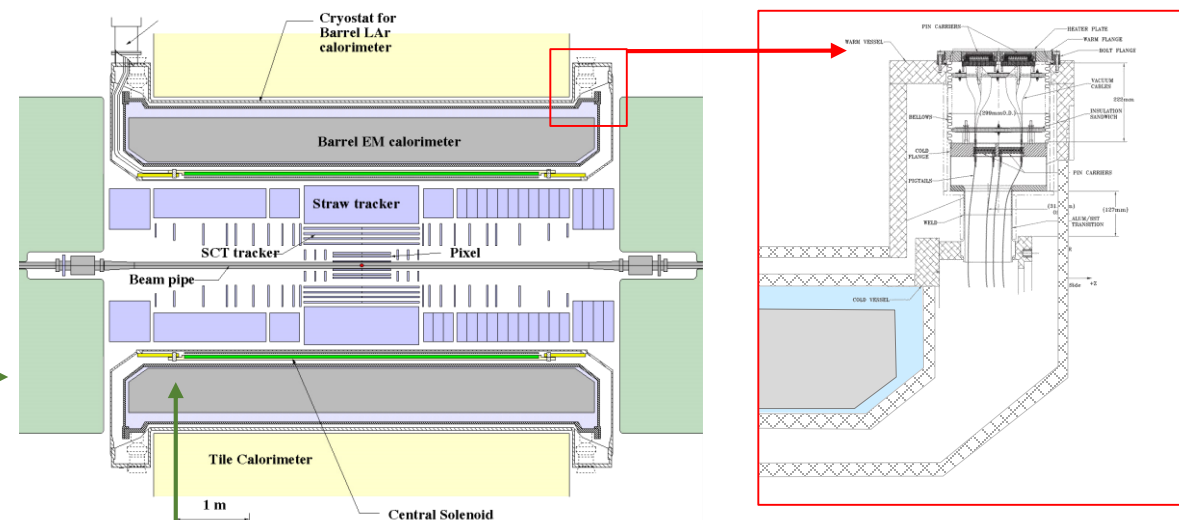 Cryostat for
Barrel LAr
calorimeter
Barrel EM calorimeter
Straw tracker
SCT tracker
Pixel
Beam pipe
Tile Calorimeter
1 m
Central Solenoid
PIN CARRIERS
HEATER PLATE
WARM VESSEL
WARM FLANGE
BOLT FLANGE
VACUUM
CABLES
222mm
INSULATION
SANDWICH
BELLOWS
COLD
FLANGE
PIN CARRIERS
PIGTAILS
(127mm)
WELD
TRANSITION
COLD VESSEL
+Z